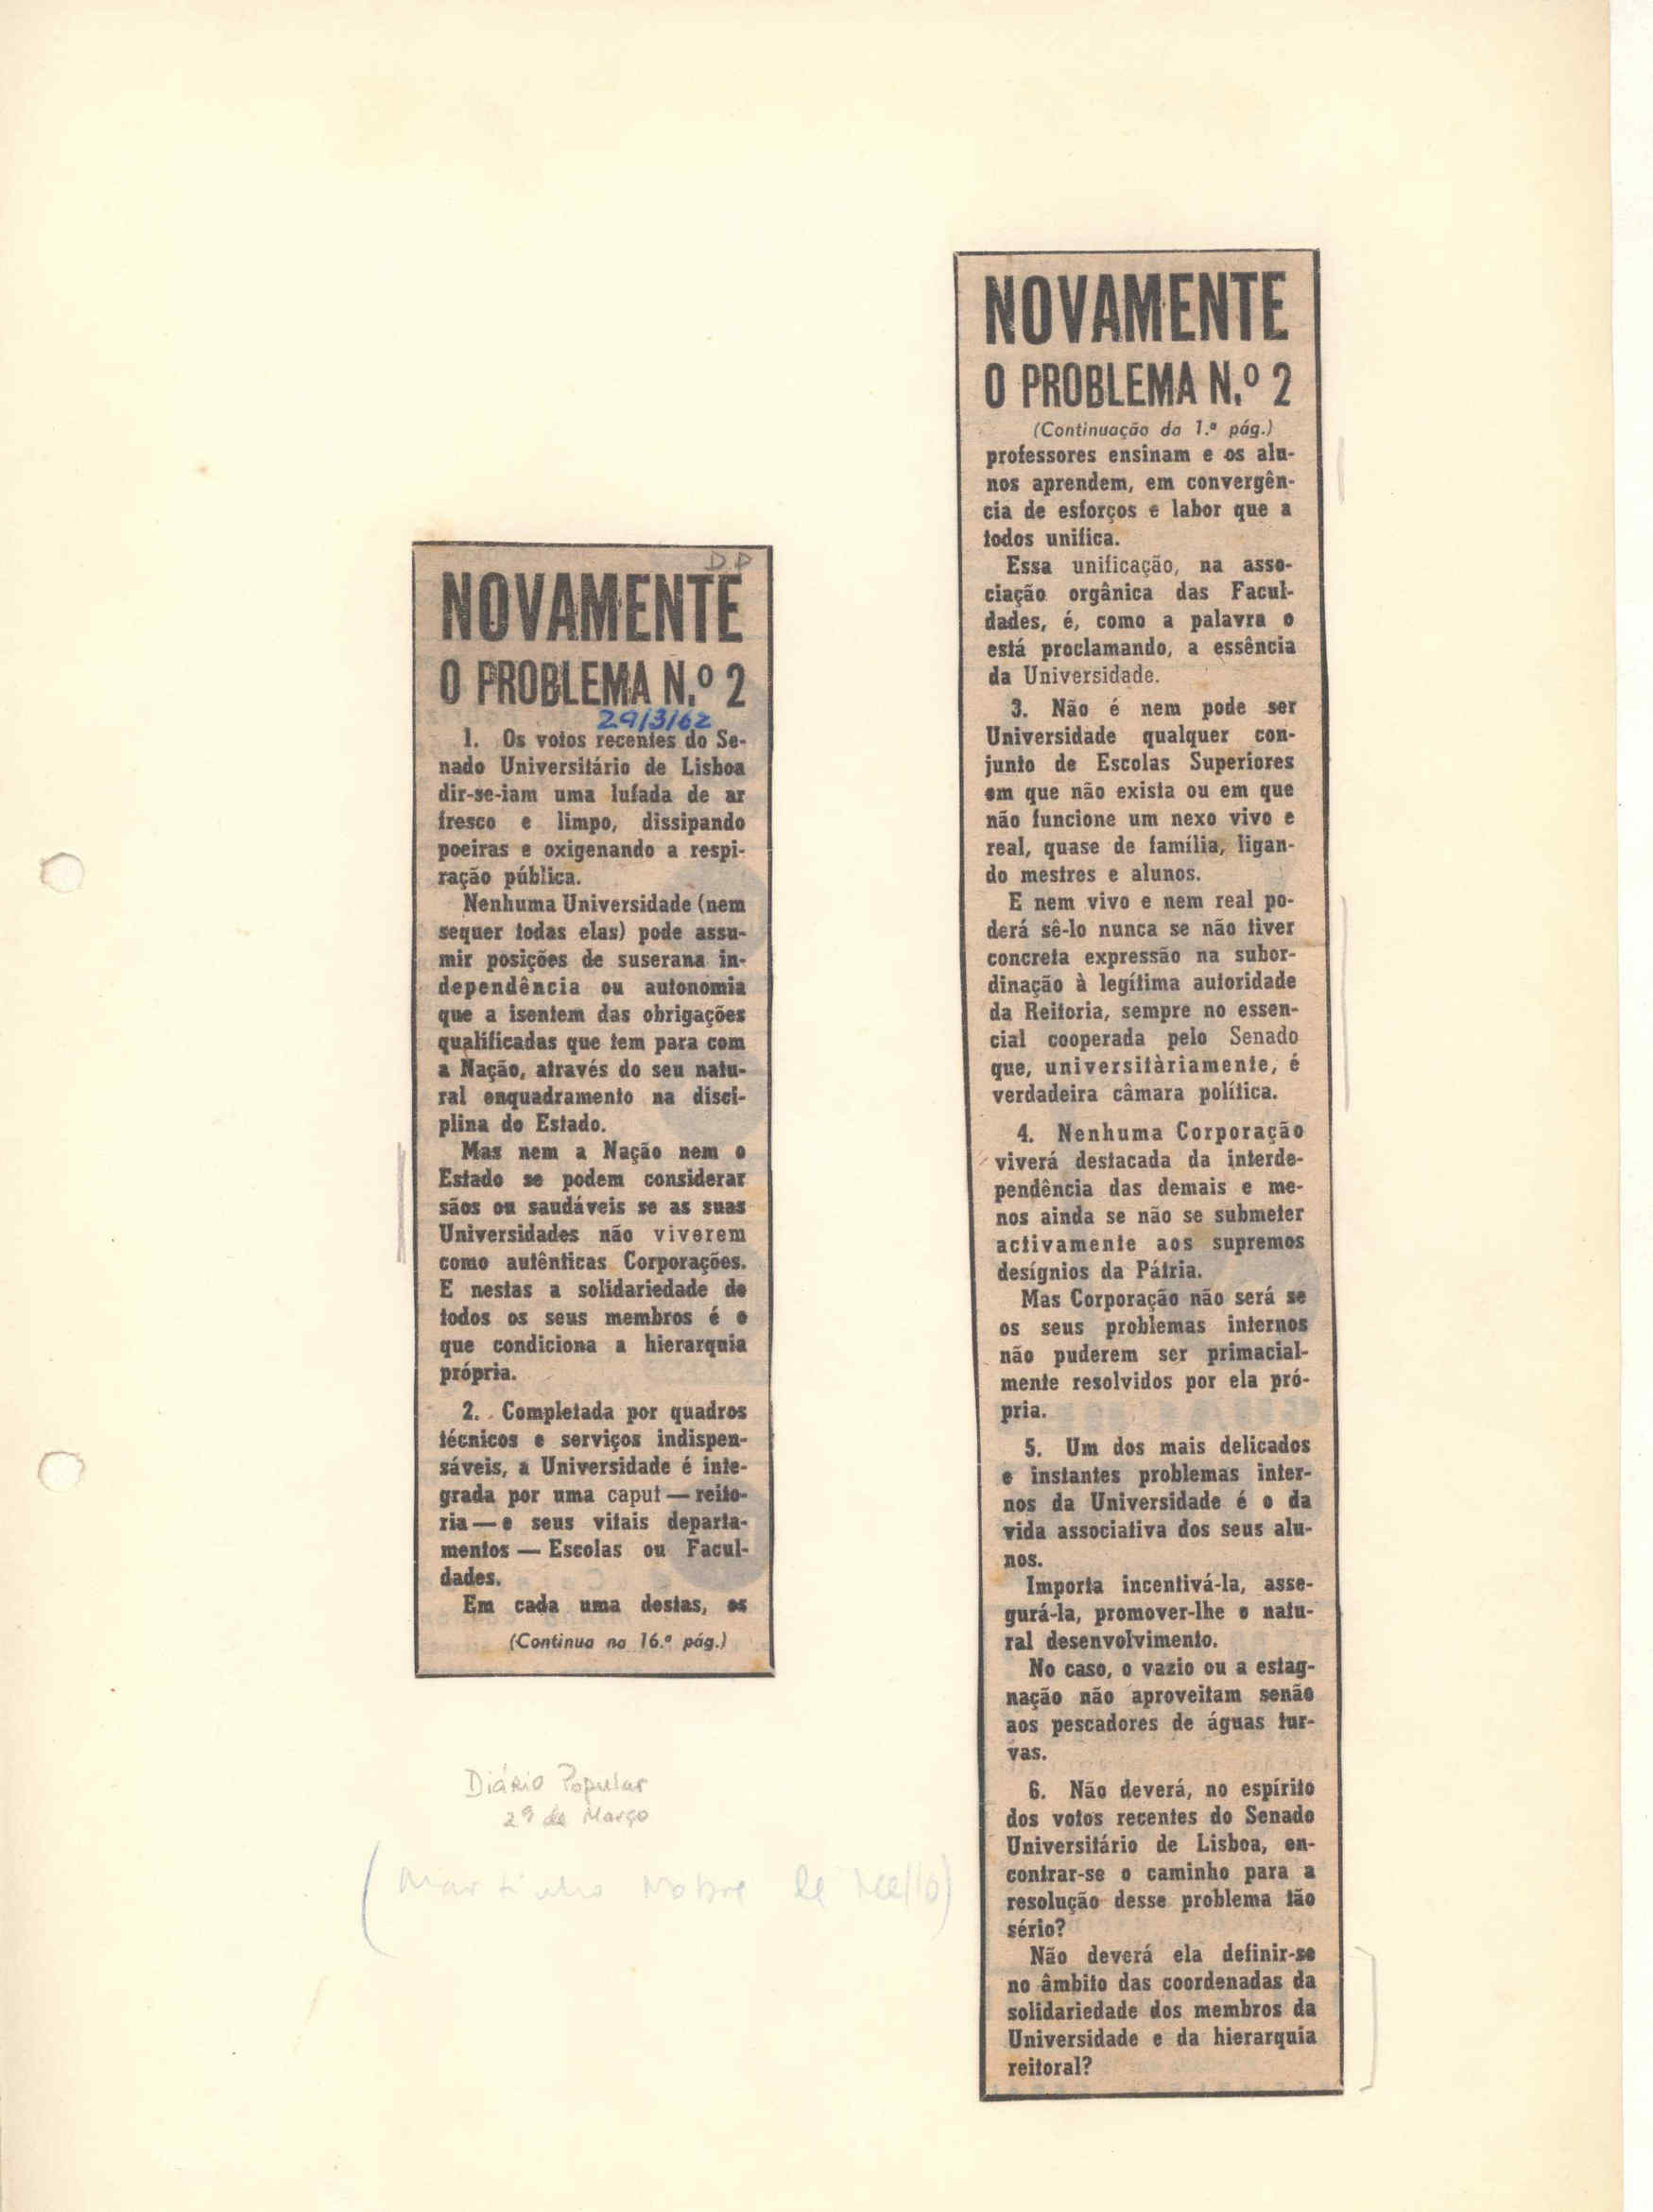 DP
NOVAMENTE
O PROBLEMA N.º 2
29/3/62
1. Os votos recentes do Se-
nado Universitário de Lisboa
dir-se-iam uma lufada de ar
fresco e limpo, dissipando
poeiras e oxigenando a respi-
ração pública.
Nenhuma Universidade (nem
sequer todas elas) pode assu-
mir posições de suserana in-
dependência ou autonomia
que a isentem das obrigações
qualificadas que tem para com
a Nação, através do seu natu-
ral enquadramento na disci-
plina do Estado.
Mas nem a Nação nem o
Estado se podem considerar
sãos ou saudáveis se as suas
Universidades não viverem
como autênticas Corporações.
E nestas a solidariedade de
todos os seus membros é o
que condiciona a hierarquia
própria.
2. Completada por quadros
técnicos e serviços indispen-
sáveis, a Universidade é inte-
grada por uma caput — reito-
ria — e seus vitais departa-
mentos — Escolas ou Facul-
dades.
Em cada uma destas, os
(Continua na 16.ª pág.)
Diário Popular
29 de Março
(Martinho Nobre de Mello)
NOVAMENTE
O PROBLEMA N.º 2
(Continuação da 1.ª pág.)
professores ensinam e os alu-
nos aprendem, em convergên-
cia de esforços e labor que a
todos unifica.
Essa unificação, na asso-
ciação orgânica das Facul-
dades, é, como a palavra o
está proclamando, a essência
da Universidade.
3. Não é nem pode ser
Universidade qualquer con-
junto de Escolas Superiores
em que não exista ou em que
não funcione um nexo vivo e
real, quase de família, ligan-
do mestres e alunos.
E nem vivo e nem real po-
derá sê-lo nunca se não tiver
concreta expressão na subor-
dinação à legítima autoridade
da Reitoria, sempre no essen-
cial cooperada pelo Senado
que, universitàriamente, é
verdadeira câmara política.
4. Nenhuma Corporação
viverá destacada da interde-
pendência das demais e me-
nos ainda se não se submeter
activamente aos supremos
desígnios da Pátria.
Mas Corporação não será se
os seus problemas internos
não puderem ser primacial-
mente resolvidos por ela pró-
pria.
5. Um dos mais delicados
e instantes problemas inter-
nos da Universidade é o da
vida associativa dos seus alu-
nos.
Importa incentivá-la, asse-
gurá-la, promover-lhe o natu-
ral desenvolvimento.
No caso, o vazio ou a estag-
nação não aproveitam senão
aos pescadores de águas tur-
vas.
6. Não deverá, no espírito
dos votos recentes do Senado
Universitário de Lisboa, en-
contrar-se o caminho para a
resolução desse problema tão
sério?
Não deverá ela definir-se
no âmbito das coordenadas da
solidariedade dos membros da
Universidade e da hierarquia
reitoral?